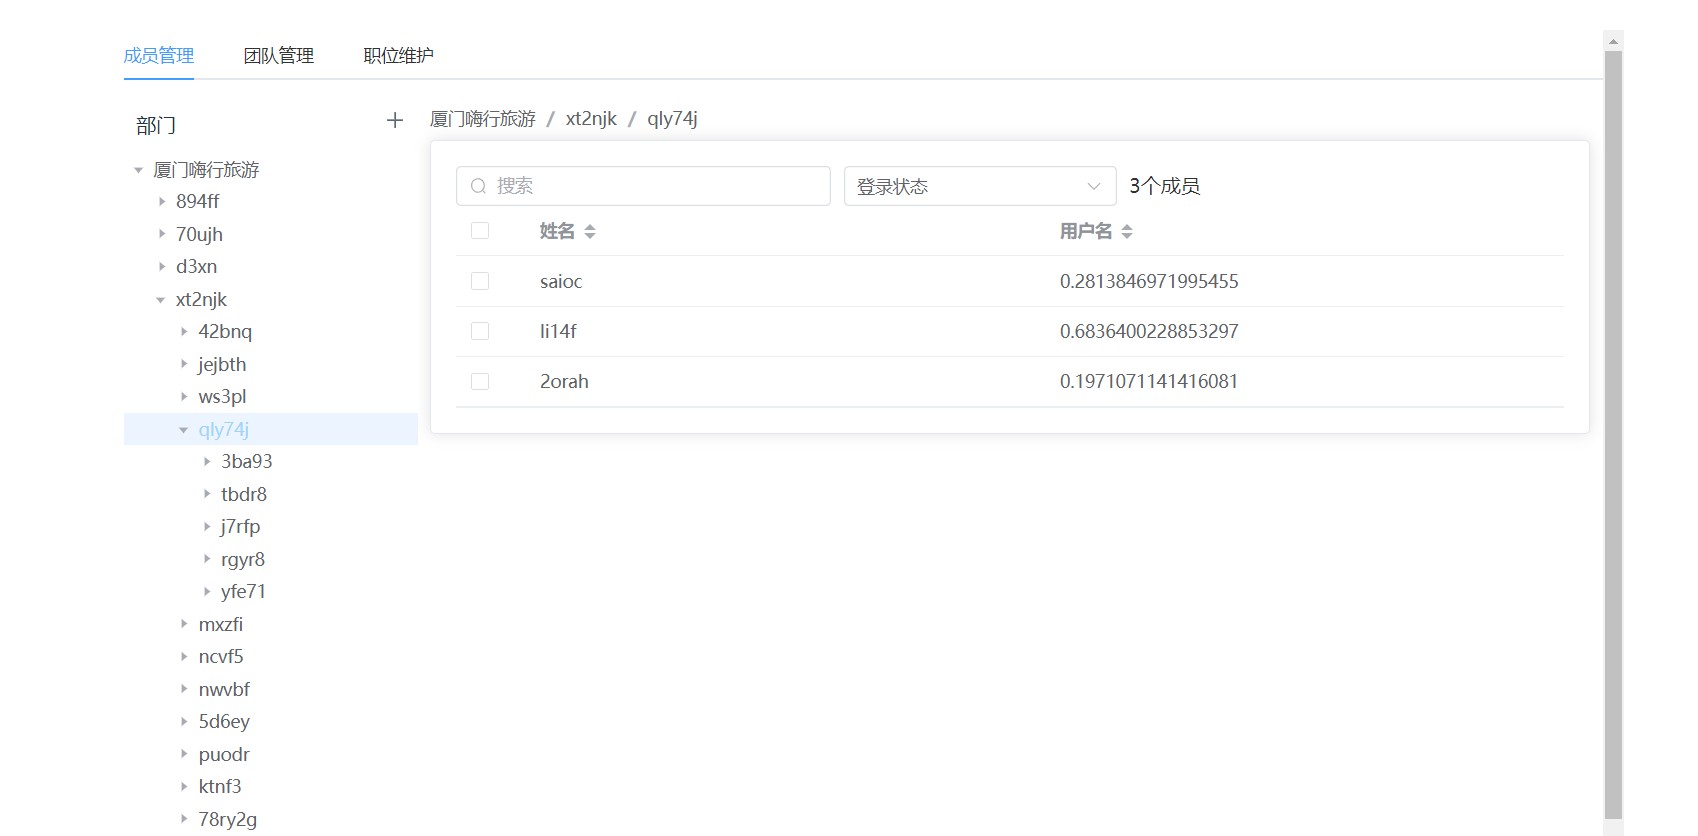 成员管理 团队管理 职位维护
部门
厦门嗨行旅游
894ff
70ujh
d3xn
xt2njk
42bnq
jejbth
ws3pl
qly74j
3ba93
tbdr8
j7rfp
rgyr8
yfe71
mxzfi
ncvf5
nwvbf
5d6ey
puodr
ktnf3
78ry2g
厦门嗨行旅游 / xt2njk / qly74j
搜索 登录状态 3个成员
姓名 用户名
saioc 0.2813846971995455
li14f 0.6836400228853297
2orah 0.1971071141416081